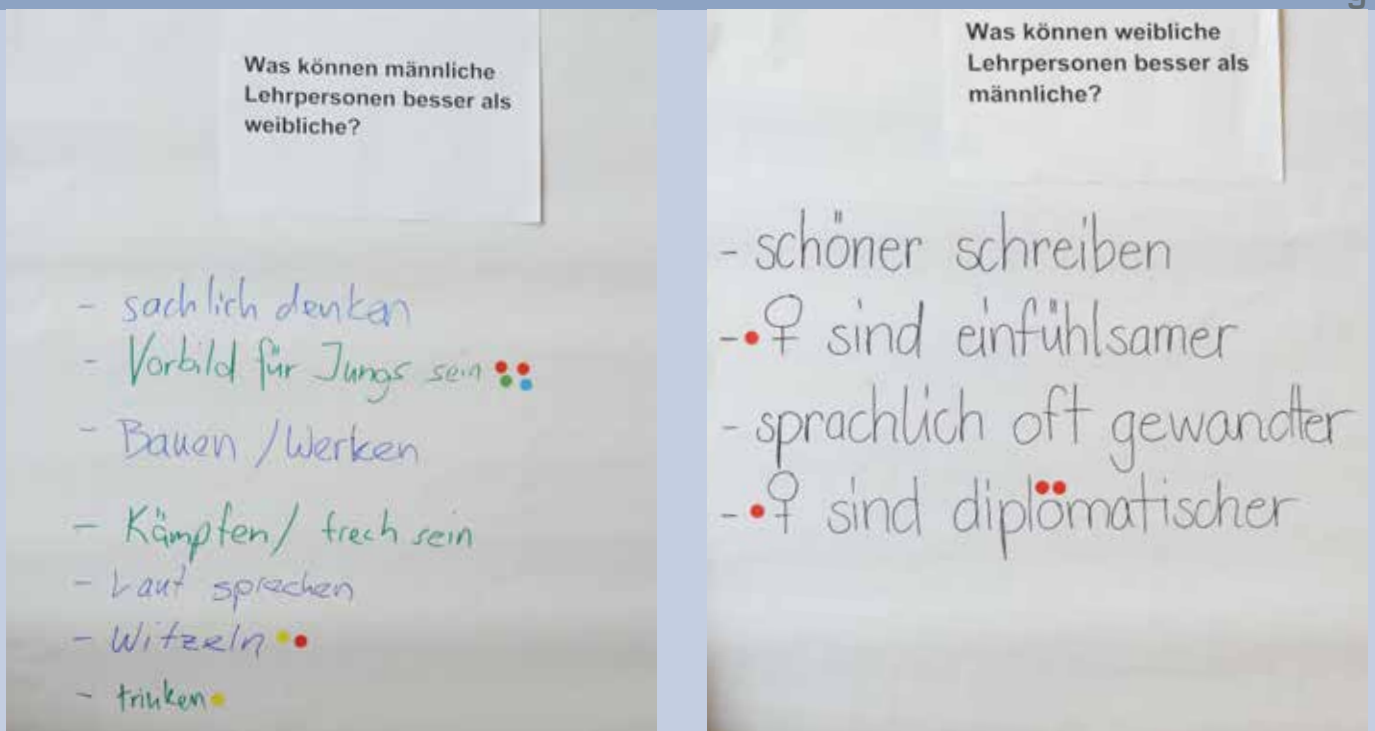 Was können männliche
Lehrpersonen besser als
weibliche?
- sachlich denken
- Vorbild für Jungs sein
- Bauen / Werken
- Kämpfen / frech sein
- Laut sprechen
- Witzeln
- trinken
Was können weibliche
Lehrpersonen besser als
männliche?
- schöner schreiben
- ♀ sind einfühlsamer
- sprachlich oft gewandter
- ♀ sind diplomatischer